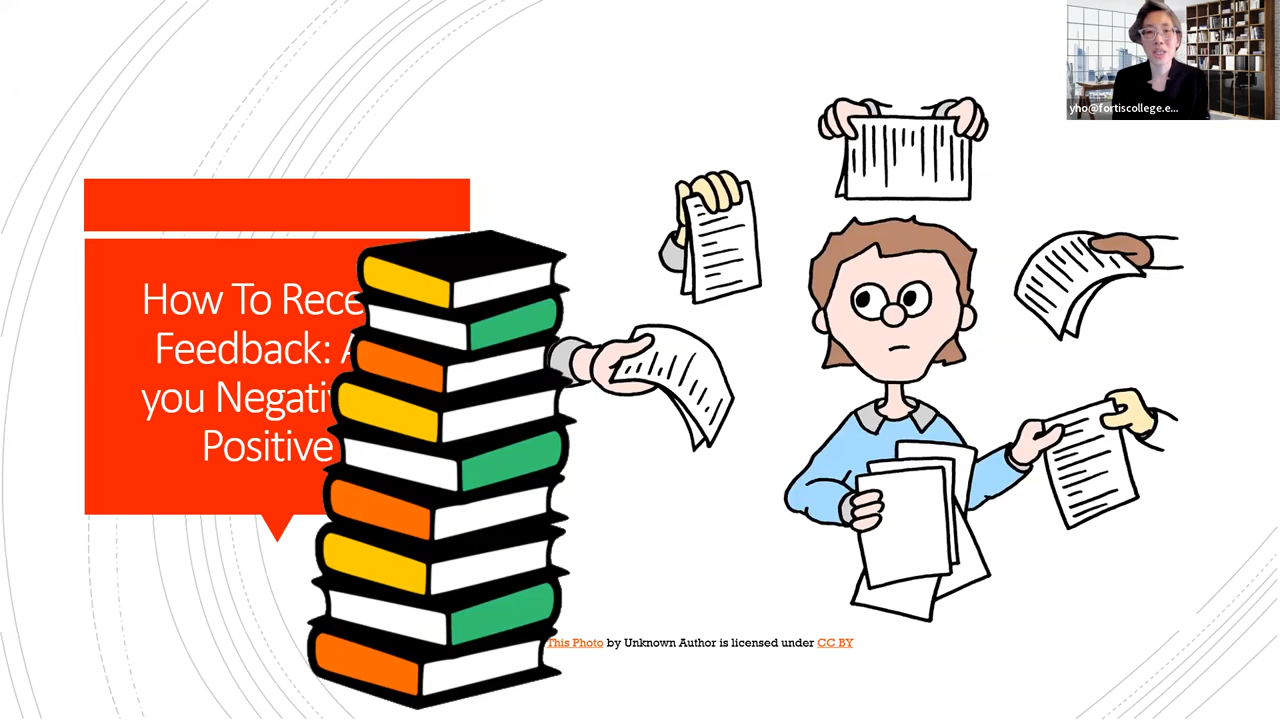 yho@fortiscollege.e...
How To Rece
Feedback: A
you Negati
Positive
This Photo by Unknown Author is licensed under CC BY